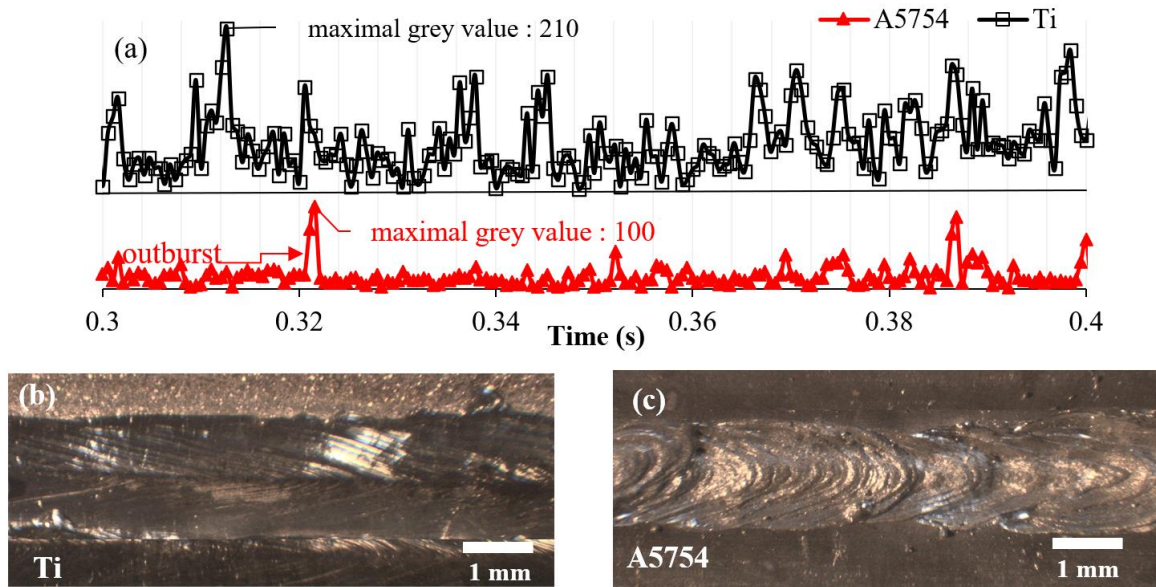 maximal grey value : 210
A5754
Ti
(a)
outburst
maximal grey value : 100
0.3
0.32
0.34
0.36
0.38
0.4
Time (s)
(b)
Ti
1 mm
(c)
A5754
1 mm